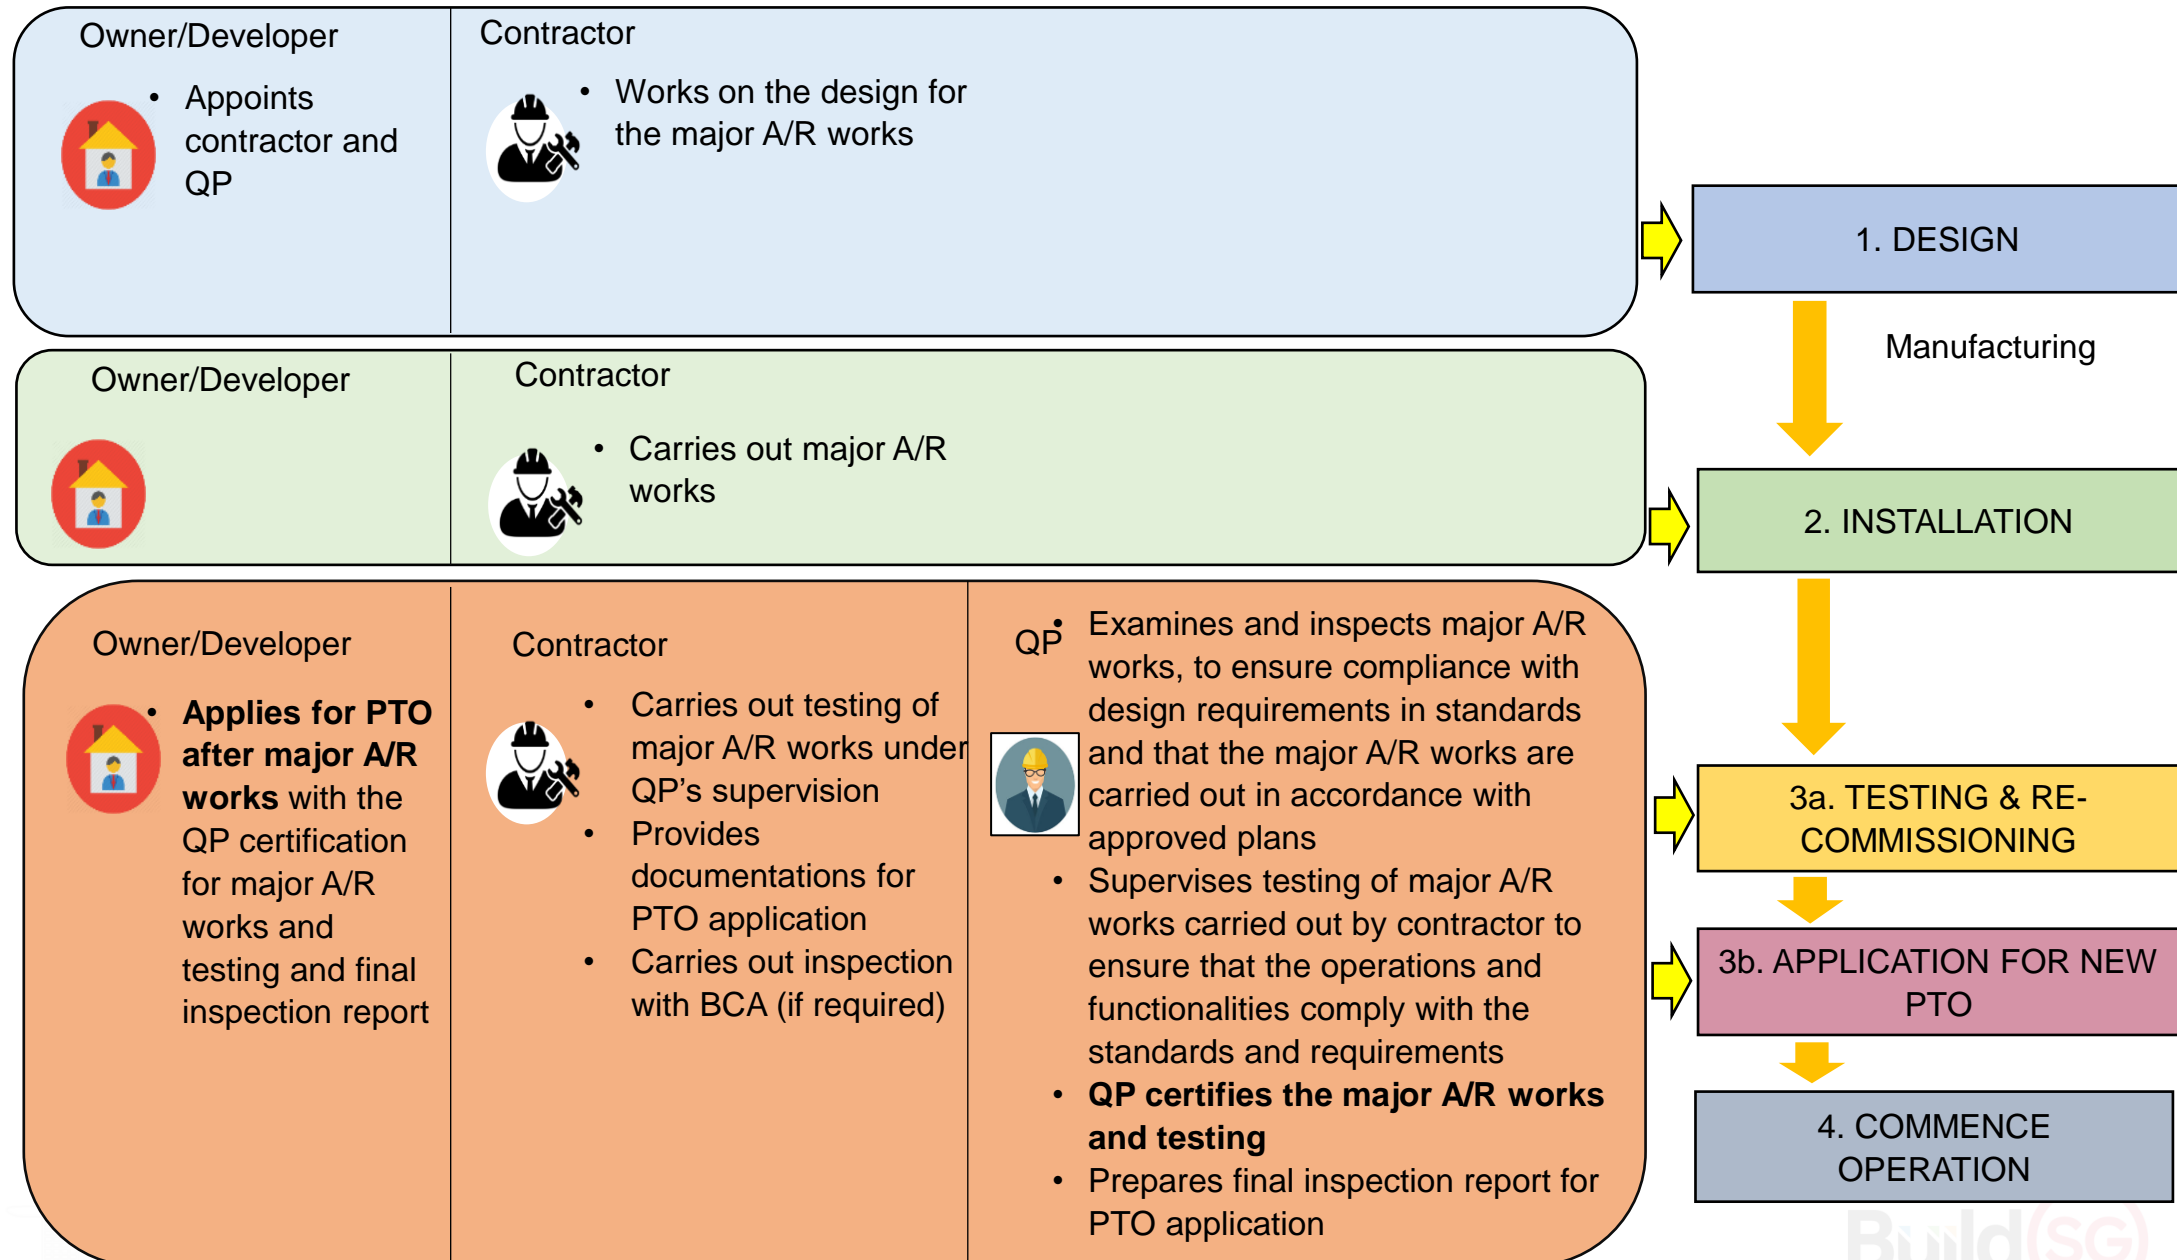 Owner/Developer
• Appoints
contractor and
QP
Contractor
• Works on the design for
the major A/R works
1. DESIGN
Manufacturing
Owner/Developer
Contractor
• Carries out major A/R
works
2. INSTALLATION
Owner/Developer
• Applies for PTO
after major A/R
works with the
QP certification
for major A/R
works and
testing and final
inspection report
Contractor
• Carries out testing of
major A/R works under
QP’s supervision
• Provides
documentations for
PTO application
• Carries out inspection
with BCA (if required)
QP
• Examines and inspects major A/R
works, to ensure compliance with
design requirements in standards
and that the major A/R works are
carried out in accordance with
approved plans
• Supervises testing of major A/R
works carried out by contractor to
ensure that the operations and
functionalities comply with the
standards and requirements
• QP certifies the major A/R works
and testing
• Prepares final inspection report for
PTO application
3a. TESTING & RE-
COMMISSIONING
3b. APPLICATION FOR NEW
PTO
4. COMMENCE
OPERATION
Build SG